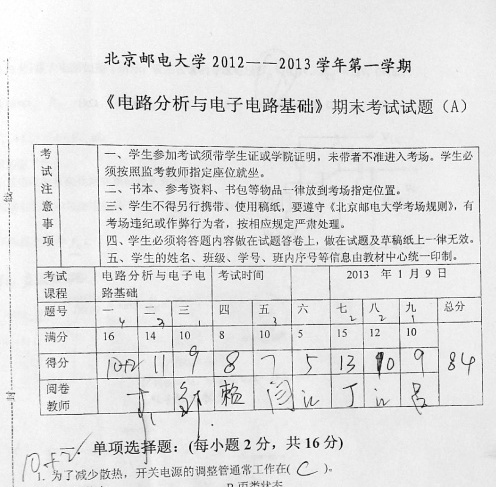 北京邮电大学 2012——2013 学年第一学期
《电路分析与电子电路基础》期末考试试题（A）
考试注意事项
一、学生参加考试须带学生证或学院证明，未带者不准进入考场。学生必
须按照监考教师指定座位就坐。
二、书本、参考资料、书包等物品一律放到考场指定位置。
三、学生不得另行携带、使用稿纸，要遵守《北京邮电大学考场规则》，有
考场违纪或作弊行为者，按相应规定严肃处理。
四、学生必须将答题内容做在试题答卷上，做在试题及草稿纸上一律无效。
五、学生的姓名、班级、学号、班内序号等信息由教材中心统一印制。
考试 电路分析与电子电 考试时间 2013 年 1 月 9 日
课程 路基础
题号 一 二 三 四 五 六 七 八 九 总分
4 3 1 3 2 2 1
满分 16 14 10 8 10 5 15 12 10
得分 10+2 11 9 8 7 5 13 10 9 84
阅卷
教师
10+2
一. 单项选择题：(每小题 2 分，共 16 分)
1. 为了减少散热，开关电源的调整管通常工作在( C )。